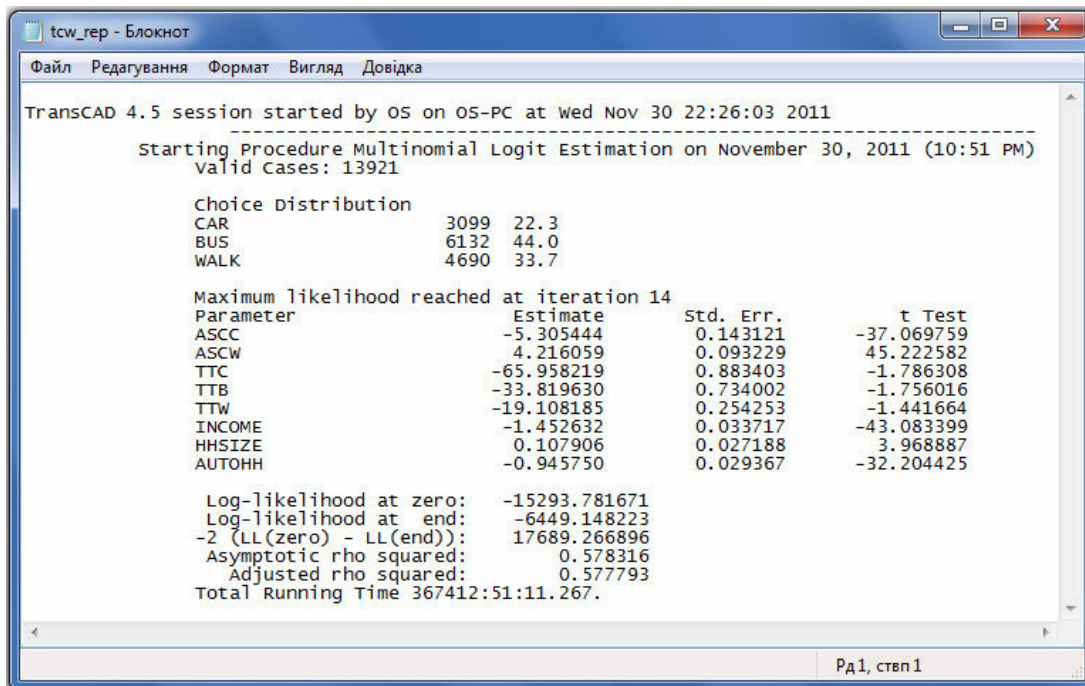 tcw_rep - Блокнот
Файл Редагування Формат Вигляд Довідка
TransCAD 4.5 session started by OS on OS-PC at Wed Nov 30 22:26:03 2011
-----------------------------------------------------------------------
Starting Procedure Multinomial Logit Estimation on November 30, 2011 (10:51 PM)
Valid Cases: 13921
Choice Distribution
CAR 3099 22.3
BUS 6132 44.0
WALK 4690 33.7
Maximum likelihood reached at iteration 14
Parameter Estimate Std. Err. t Test
ASCC -5.305444 0.143121 -37.069759
ASCW 4.216059 0.093229 45.222582
TTC -65.958219 0.883403 -1.786308
TTB -33.819630 0.734002 -1.756016
TTW -19.108185 0.254253 -1.441664
INCOME -1.452632 0.033717 -43.083399
HHSIZE 0.107906 0.027188 3.968887
AUTOHH -0.945750 0.029367 -32.204425
Log-likelihood at zero: -15293.781671
Log-likelihood at end: -6449.148223
-2 (LL(zero) - LL(end)): 17689.266896
Asymptotic rho squared: 0.578316
Adjusted rho squared: 0.577793
Total Running Time 367412:51:11.267.
Рд 1, ствп 1